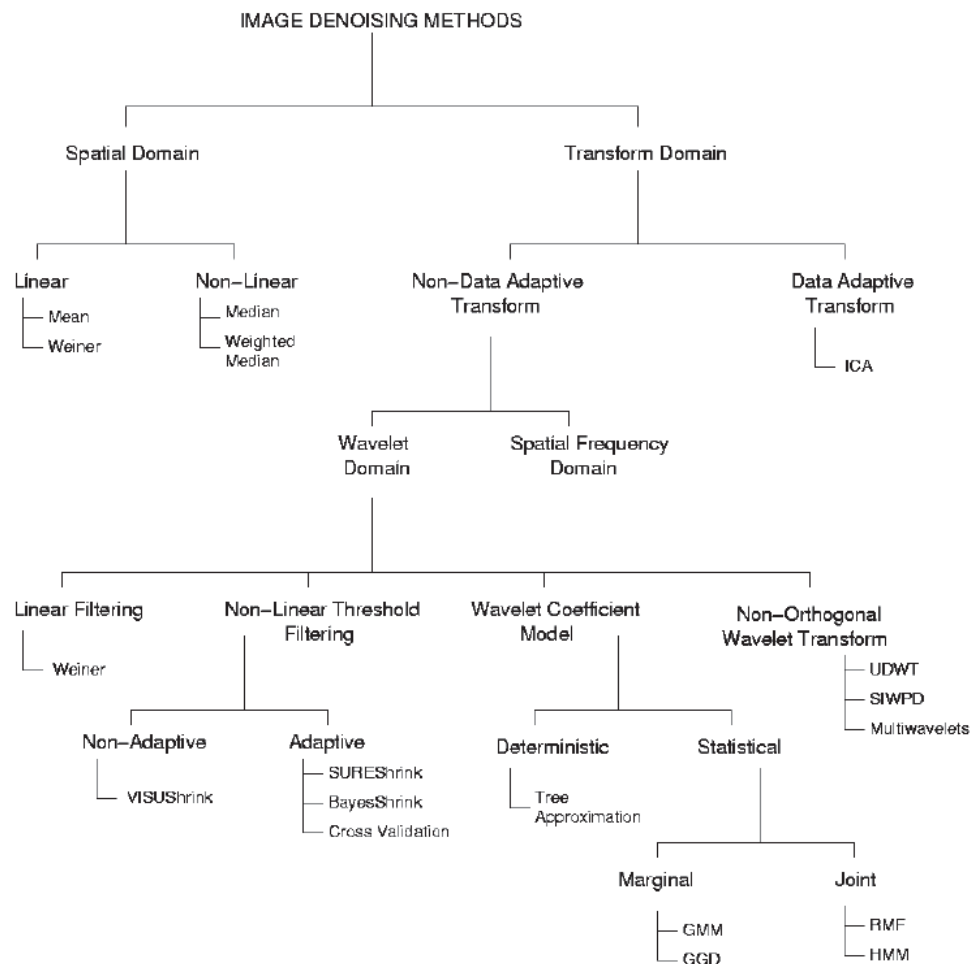 IMAGE DENOISING METHODS
Spatial Domain
Transform Domain
Linear
Mean
Weiner
Non-Linear
Median
Weighted
Median
Non-Data Adaptive
Transform
Data Adaptive
Transform
ICA
Wavelet
Domain
Spatial Frequency
Domain
Linear Filtering
Weiner
Non-Linear Threshold
Filtering
Wavelet Coefficient
Model
Non-Orthogonal
Wavelet Transform
UDWT
SIWPD
Multiwavelets
Non-Adaptive
VISUShrink
Adaptive
SUREShrink
BayesShrink
Cross Validation
Deterministic
Tree
Approximation
Statistical
Marginal
GMM
GGD
Joint
RMF
HMM